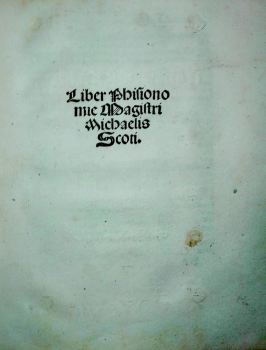 Liber Phisiono
mie Magistri
Michaelis
Scoti.